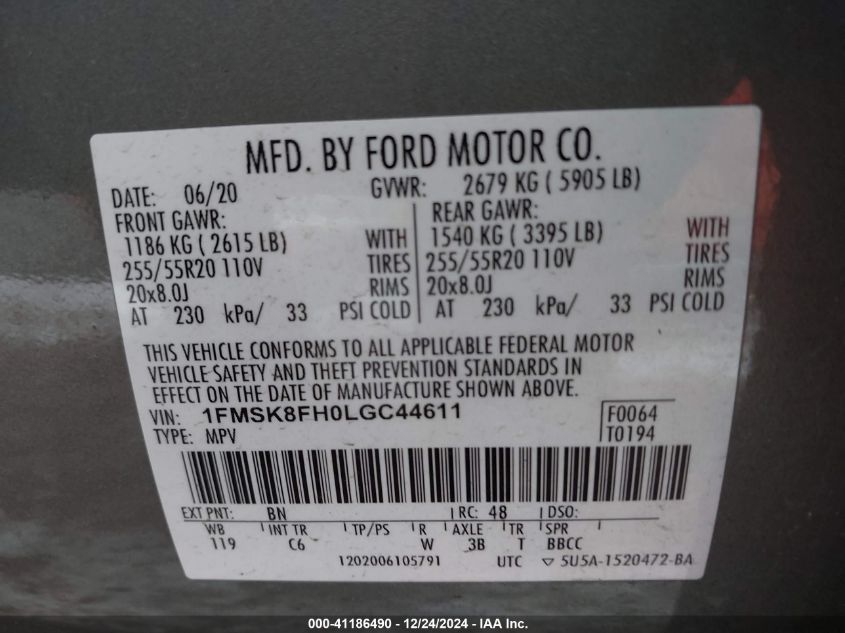 MFD. BY FORD MOTOR CO.
DATE: 06/20 GVWR: 2679 KG ( 5905 LB)
FRONT GAWR: REAR GAWR:
1186 KG ( 2615 LB) WITH 1540 KG ( 3395 LB) WITH
255/55R20 110V TIRES 255/55R20 110V TIRES
20x8.0J RIMS 20x8.0J RIMS
AT 230 kPa/ 33 PSI COLD AT 230 kPa/ 33 PSI COLD
THIS VEHICLE CONFORMS TO ALL APPLICABLE FEDERAL MOTOR
VEHICLE SAFETY AND THEFT PREVENTION STANDARDS IN
EFFECT ON THE DATE OF MANUFACTURE SHOWN ABOVE.
VIN: 1FMSK8FH0LGC44611 F0064
TYPE: MPV T0194
EXT PNT: BN RC: 48 DSO:
WB INT TR TP/PS R AXLE TR SPR
119 C6 W 3B T BBCC
1202006105791 UTC ▽ 5U5A-1520472-BA
000-41186490 - 12/24/2024 - IAA Inc.